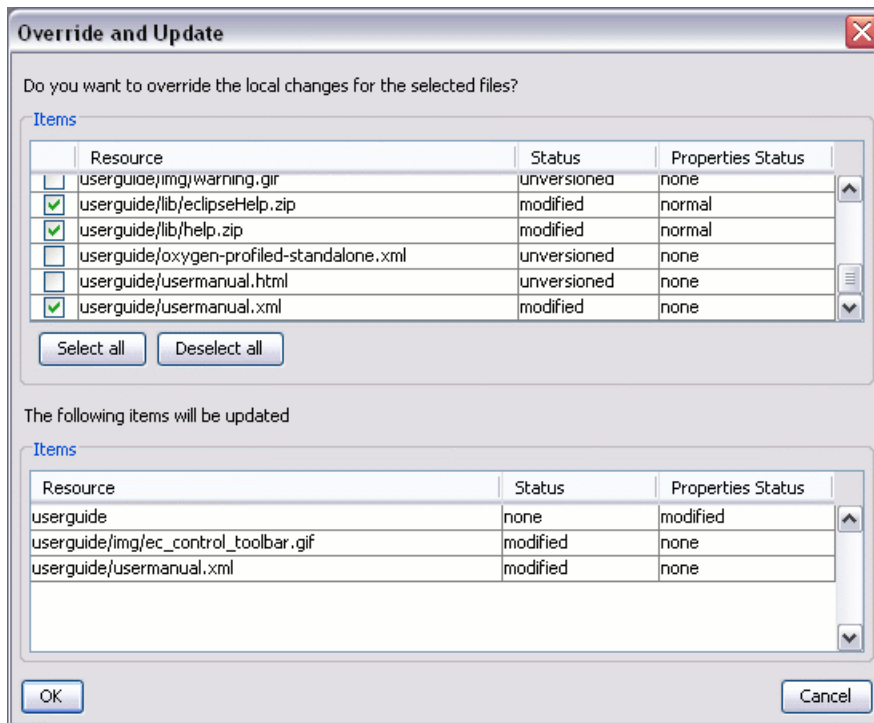 Override and Update
Do you want to override the local changes for the selected files?
Items
Resource Status Properties Status
userguide/img/warning.gif unversioned none
userguide/lib/eclipseHelp.zip modified normal
userguide/lib/help.zip modified normal
userguide/oxygen-profiled-standalone.xml unversioned none
userguide/usermanual.html unversioned none
userguide/usermanual.xml modified none
Select all Deselect all
The following items will be updated
Items
Resource Status Properties Status
userguide none modified
userguide/img/ec_control_toolbar.gif modified none
userguide/usermanual.xml modified none
OK Cancel